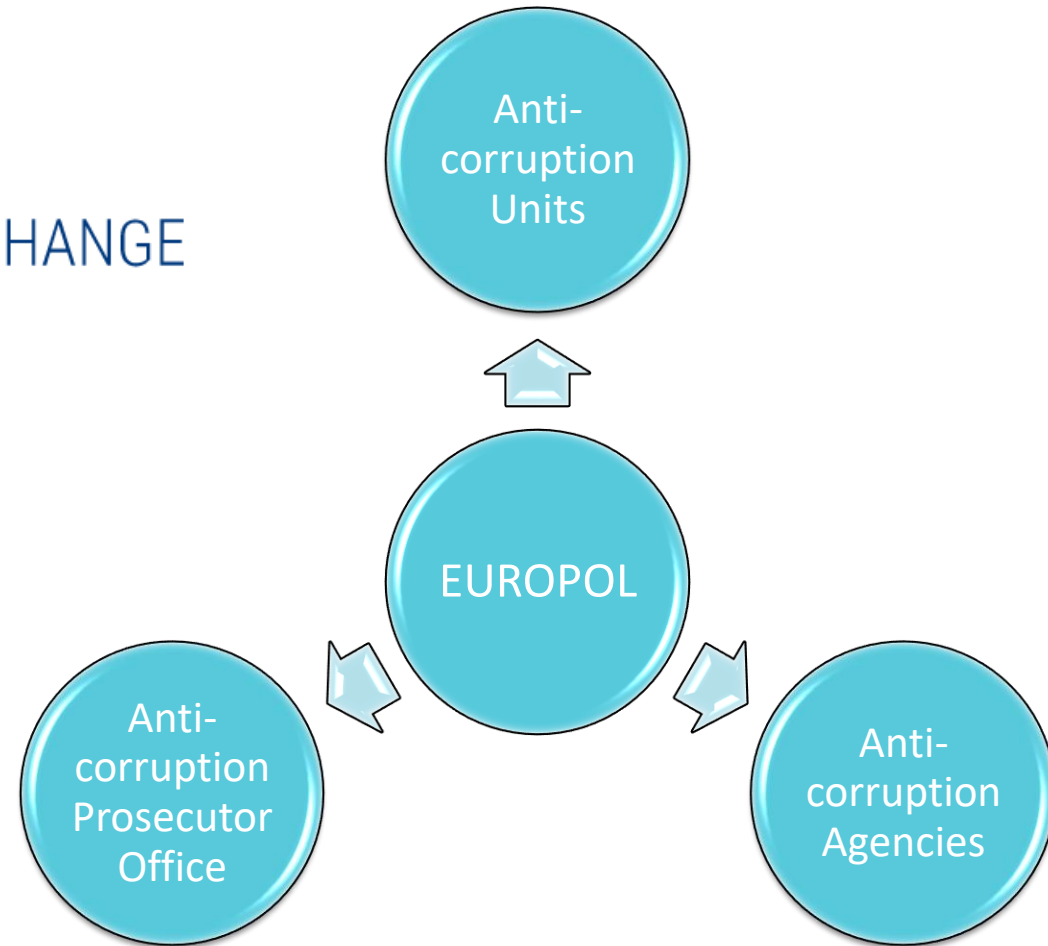 Anti-
corruption
Units
HANGE
EUROPOL
Anti-
corruption
Prosecutor
Office
Anti-
corruption
Agencies